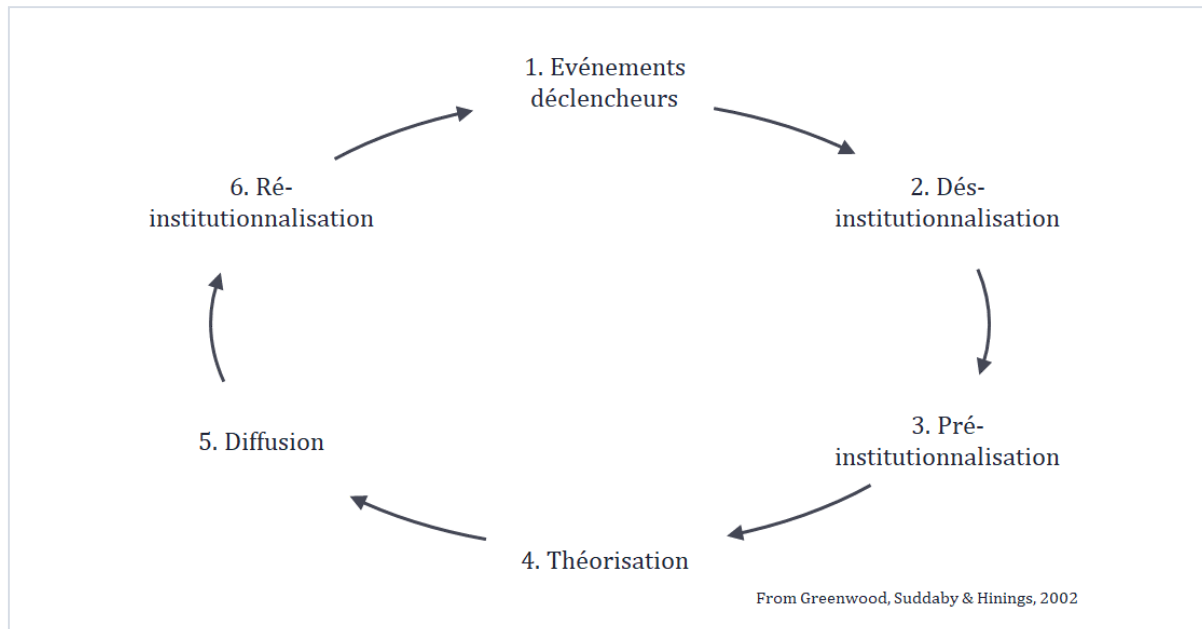 1. Evénements
déclencheurs
2. Dés-
institutionnalisation
3. Pré-
institutionnalisation
4. Théorisation
5. Diffusion
6. Ré-
institutionnalisation
From Greenwood, Suddaby & Hinings, 2002